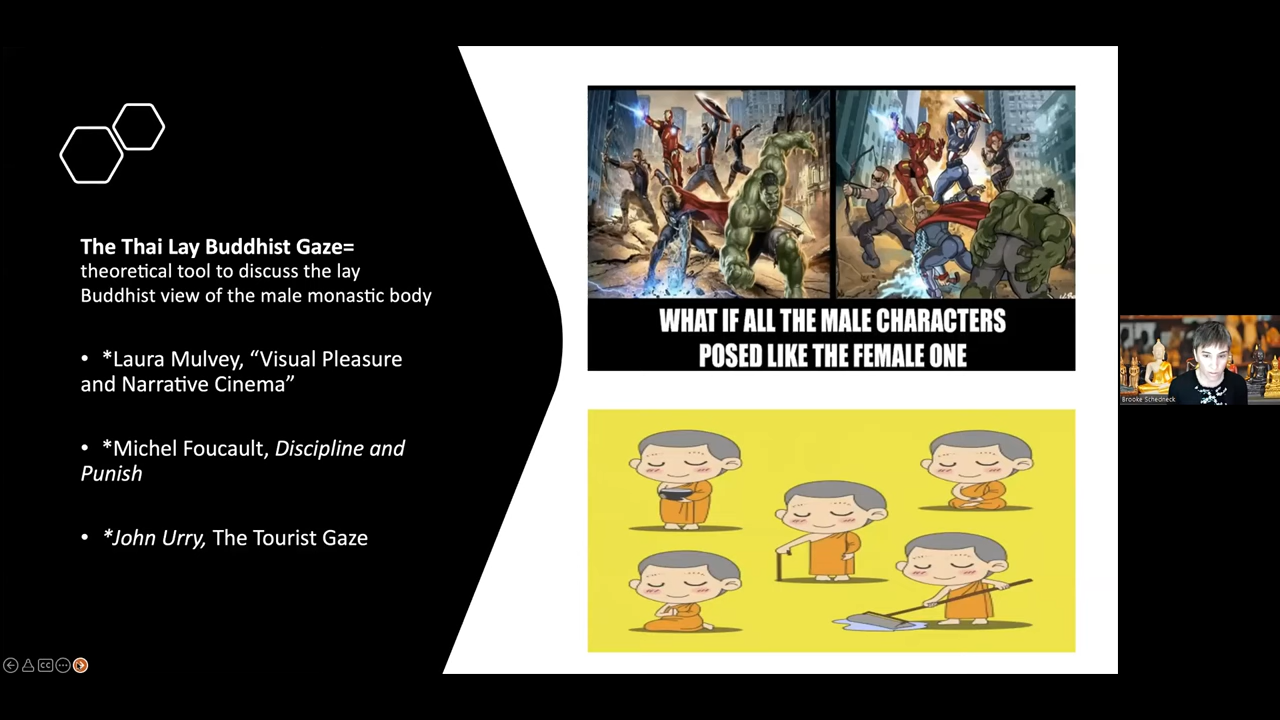 The Thai Lay Buddhist Gaze=
theoretical tool to discuss the lay
Buddhist view of the male monastic body
• *Laura Mulvey, “Visual Pleasure
and Narrative Cinema”
• *Michel Foucault, Discipline and
Punish
• *John Urry, The Tourist Gaze
WHAT IF ALL THE MALE CHARACTERS
POSED LIKE THE FEMALE ONE
Brooke Schedneck
CC